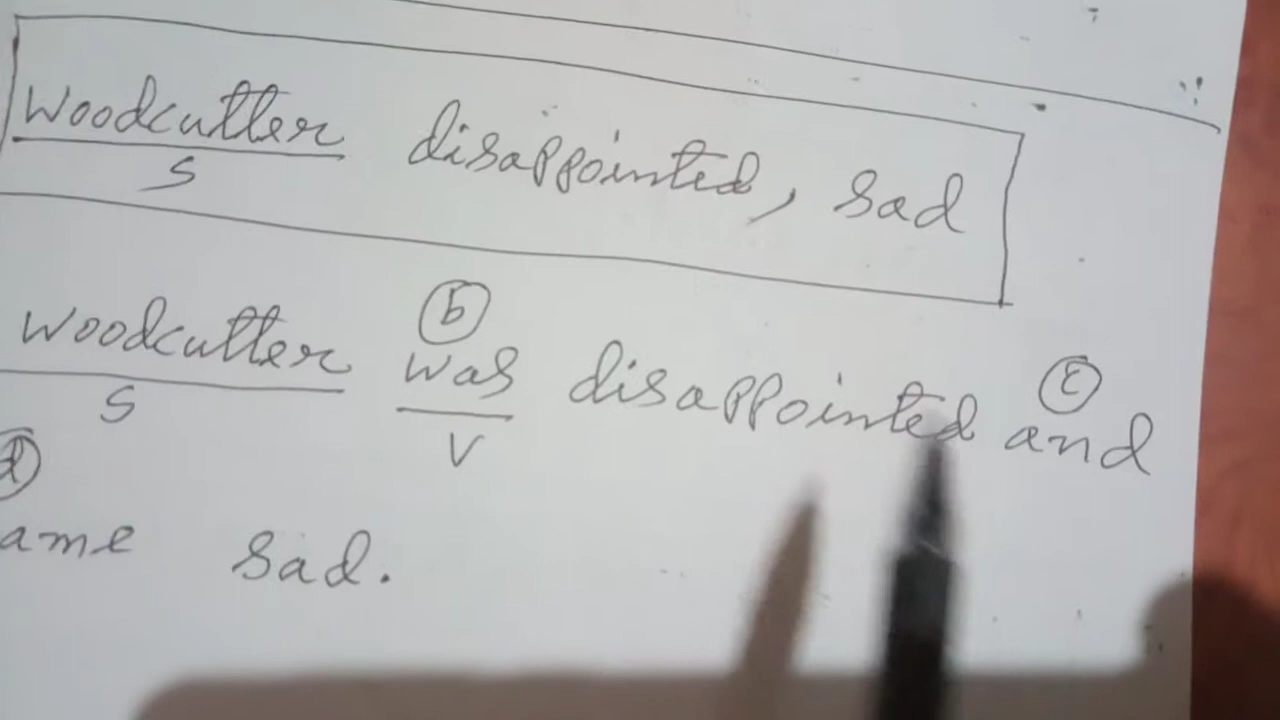 woodcutter disappointed, sad
S
b c
woodcutter was disappointed and
S V
d
ame sad.